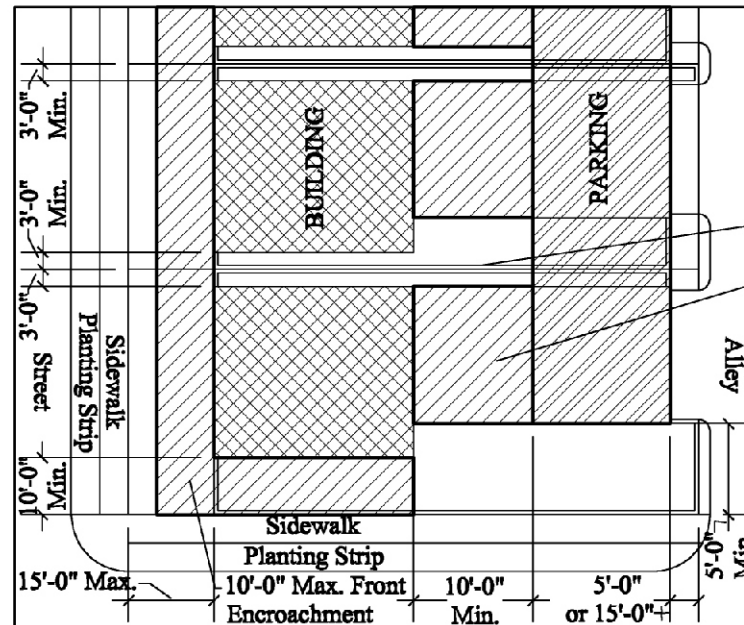 3'-0"
Min.
3'-0"
Min.
3'-0"
Street
10'-0"
Min.
Sidewalk
Planting Strip
BUILDING
PARKING
Alley
5'-0"
Min.
Sidewalk
Planting Strip
15'-0" Max.
10'-0" Max. Front
Encroachment
10'-0"
Min.
5'-0"
or 15'-0"+